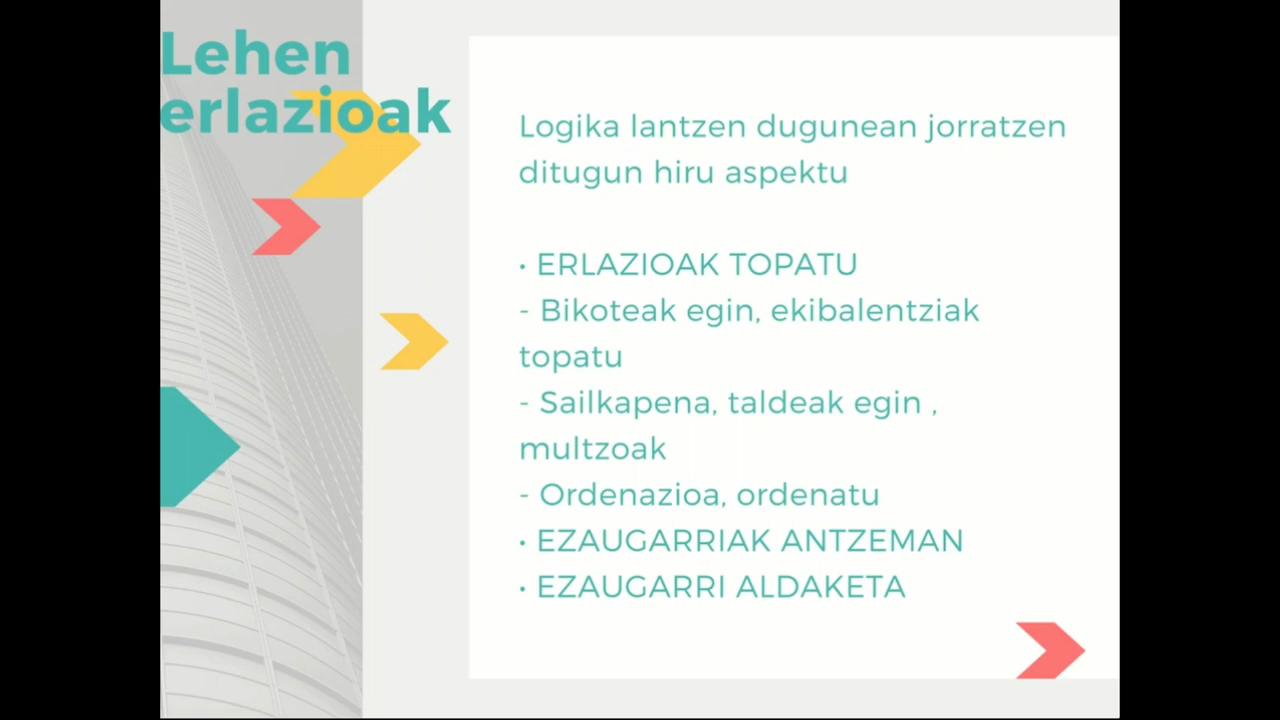 Lehen
erlazioak
Logika lantzen dugunean jorratzen
ditugun hiru aspektu
• ERLAZIOAK TOPATU
- Bikoteak egin, ekibalentziak
topatu
- Sailkapena, taldeak egin ,
multzoak
- Ordenazioa, ordenatu
• EZAUGARRIAK ANTZEMAN
• EZAUGARRI ALDAKETA